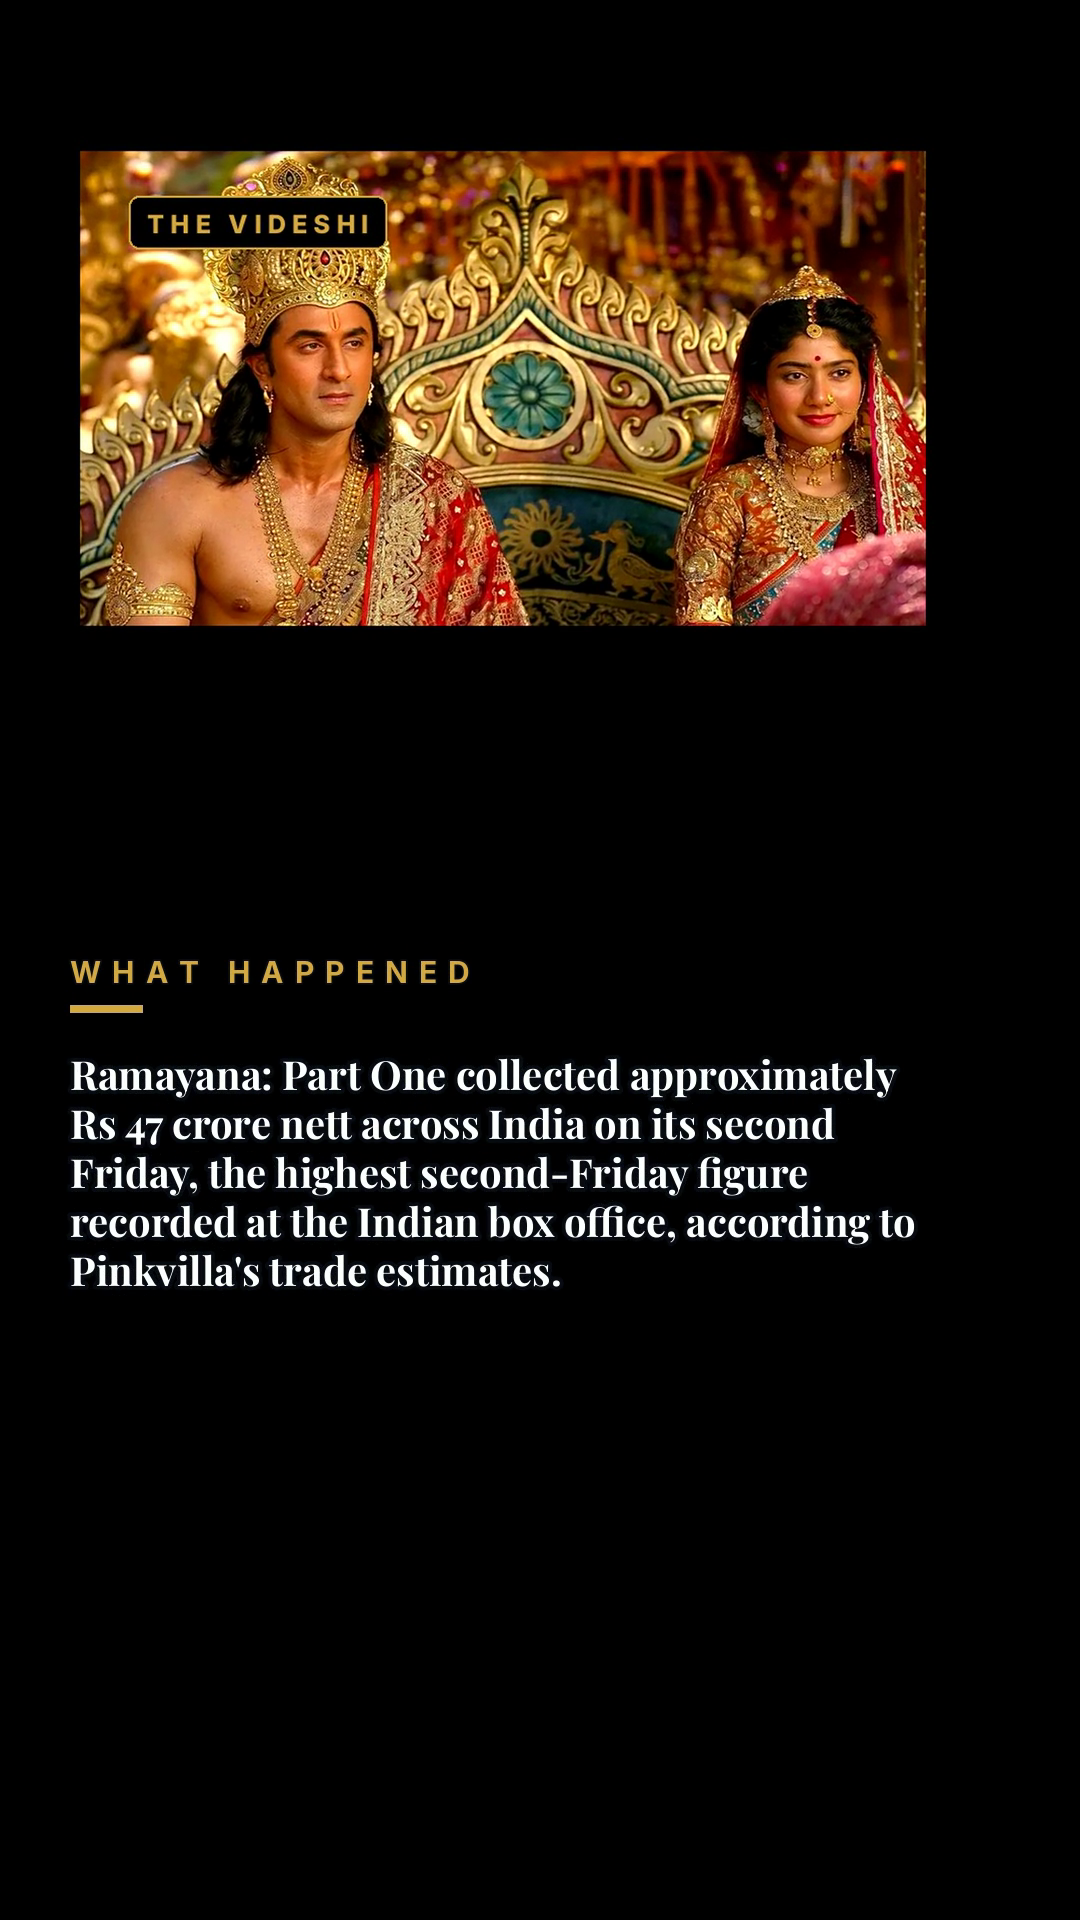 THE VIDESHI
WHAT HAPPENED
Ramayana: Part One collected approximately
Rs 47 crore nett across India on its second
Friday, the highest second-Friday figure
recorded at the Indian box office, according to
Pinkvilla's trade estimates.